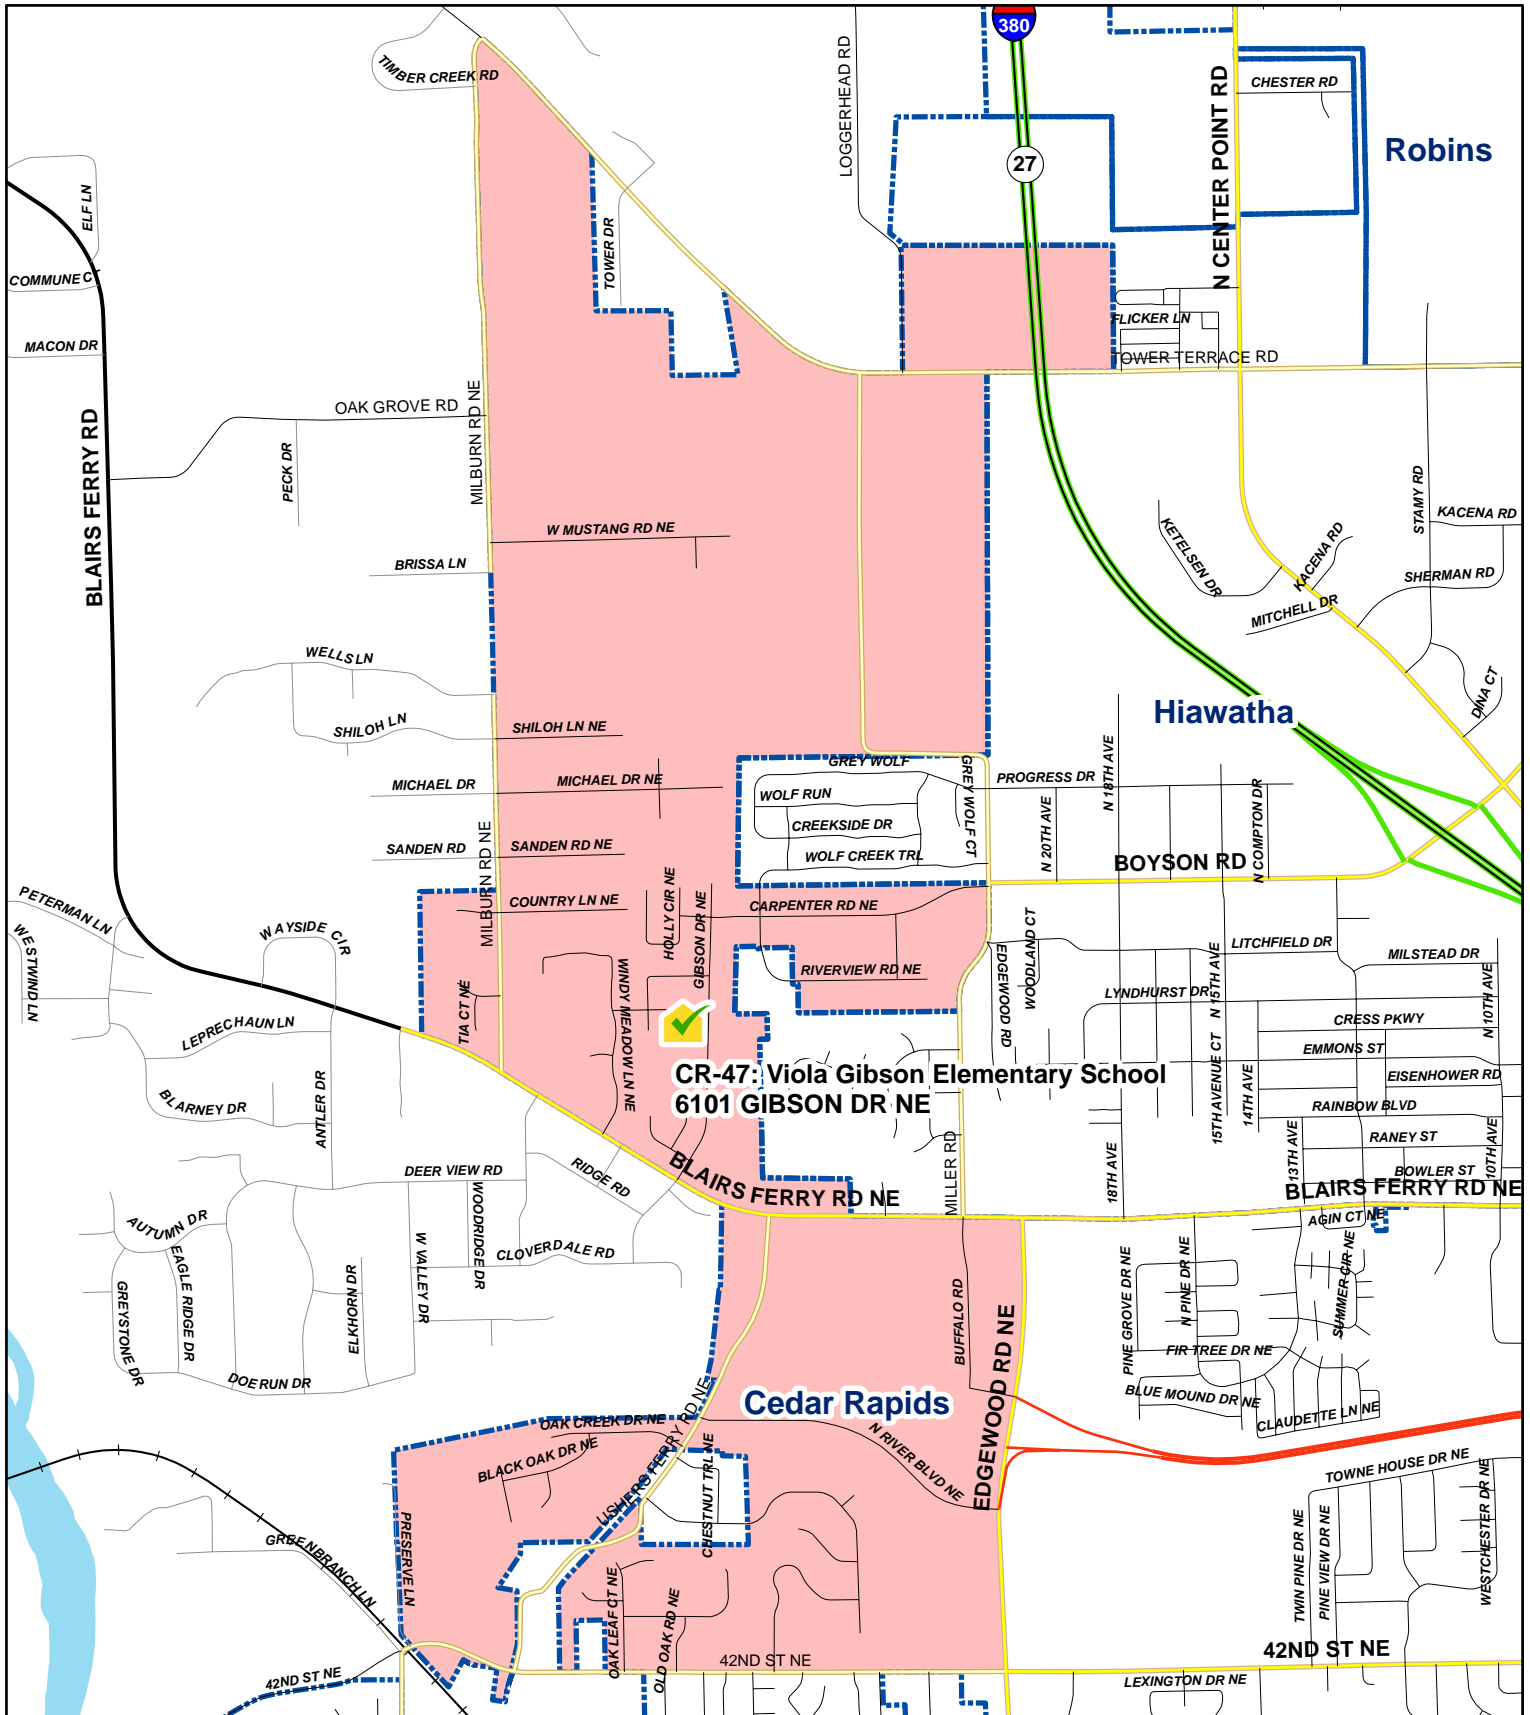 380
TIMBER CREEK RD
LOGGERHEAD RD
N CENTER POINT RD
CHESTER RD
Robins
27
ELF LN
TOWER DR
COMMUNE CT
FLICKER LN
MACON DR
TOWER TERRACE RD
OAK GROVE RD
MILBURN RD NE
BLAIRS FERRY RD
PECK DR
STAMY RD
KACENA RD
W MUSTANG RD NE
KETELSEN DR
KACENA RD
BRISSA LN
SHERMAN RD
MITCHELL DR
WELLS LN
DINA CT
Hiawatha
SHILOH LN
SHILOH LN NE
GREY WOLF
GREY WOLF CT
N 18TH AVE
MICHAEL DR
MICHAEL DR NE
PROGRESS DR
WOLF RUN
N 20TH AVE
N COMPTON DR
CREEKSIDE DR
SANDEN RD
SANDEN RD NE
WOLF CREEK TRL
BOYSON RD
MILBURN RD NE
PETERMAN LN
COUNTRY LN NE
HOLLY CIR NE
GIBSON DR NE
CARPENTER RD NE
WESTWIND LN
WAYSIDE CIR
EDGEWOOD RD
WOODLAND CT
LITCHFIELD DR
MILSTEAD DR
RIVERVIEW RD NE
N 15TH AVE
LYNDHURST DR
N 10TH AVE
TIA CT NE
WINDY MEADOW LN NE
LEPRECHAUN LN
CRESS PKWY
EMMONS ST
CR-47: Viola Gibson Elementary School
6101 GIBSON DR NE
EISENHOWER RD
BLARNEY DR
ANTLER DR
15TH AVENUE CT
14TH AVE
RAINBOW BLVD
RANEY ST
13TH AVE
10TH AVE
MILLER RD
18TH AVE
DEER VIEW RD
RIDGE RD
BOWLER ST
BLAIRS FERRY RD NE
BLAIRS FERRY RD NE
WOODBRIDGE DR
AUTUMN DR
AGIN CT NE
EAGLE RIDGE DR
W VALLEY DR
CLOVERDALE RD
PINE GROVE DR NE
N PINE DR NE
SUMMER CIR NE
GREYSTONE DR
ELKHORN DR
BUFFALO RD
EDGEWOOD RD NE
FIR TREE DR NE
DOE RUN DR
BLUE MOUND DR NE
CLAUDETTE LN NE
Cedar Rapids
OAK CREEK DR NE
USHERS FERRY RD NE
N RIVER BLVD NE
BLACK OAK DR NE
CHESTNUT TRL NE
TOWNE HOUSE DR NE
PRESERVE LN
GREENBRANCH LN
TWIN PINE DR NE
PINE VIEW DR NE
WESTCHESTER DR NE
OAK LEAF CT NE
OLD OAK RD NE
42ND ST NE
42ND ST NE
42ND ST NE
LEXINGTON DR NE